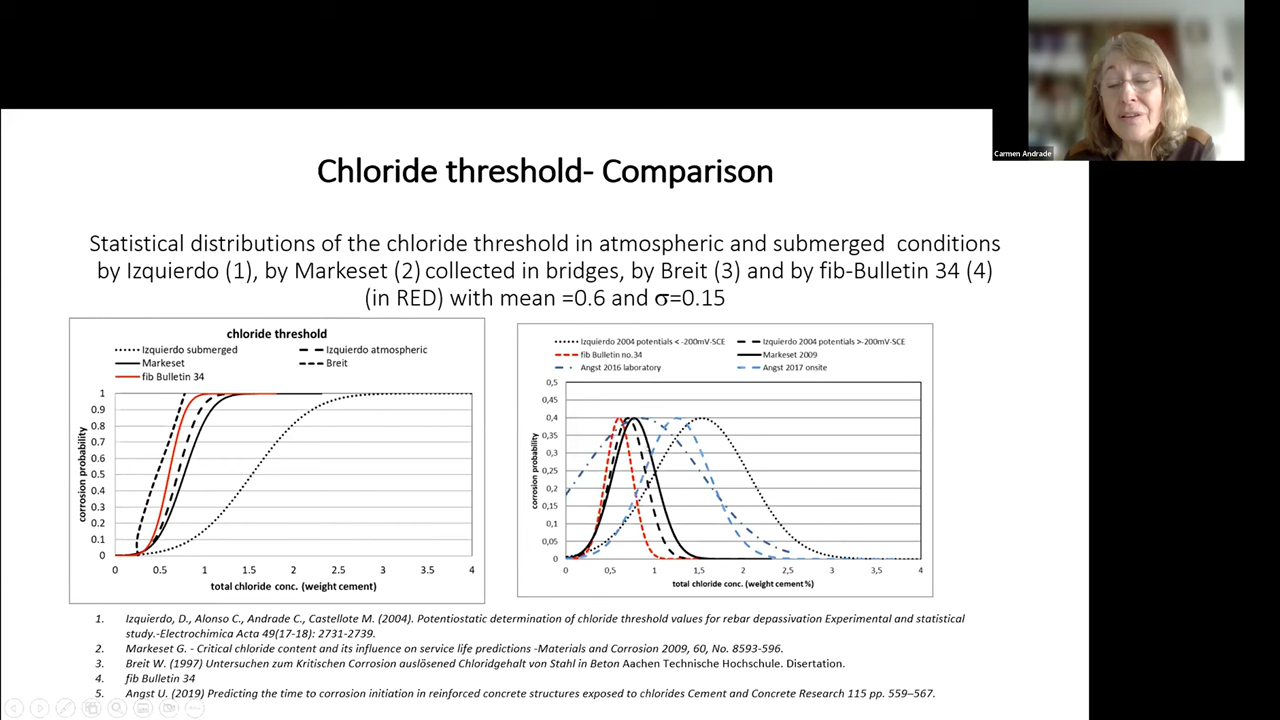 Carmen Andrade
Chloride threshold- Comparison
Statistical distributions of the chloride threshold in atmospheric and submerged conditions
by Izquierdo (1), by Markeset (2) collected in bridges, by Breit (3) and by fib-Bulletin 34 (4)
(in RED) with mean =0.6 and σ=0.15
chloride threshold
Izquierdo submerged
Izquierdo atmospheric
Markeset
Breit
fib Bulletin 34
1
0.9
0.8
0.7
0.6
0.5
0.4
0.3
0.2
0.1
0
corrosion probability
0 0.5 1 1.5 2 2.5 3 3.5 4
total chloride conc. (weight cement)
Izquierdo 2004 potentials < -200mV-SCE
Izquierdo 2004 potentials >-200mV-SCE
fib Bulletin no.34
Markeset 2009
Angst 2016 laboratory
Angst 2017 onsite
0,5
0,45
0,4
0,35
0,3
0,25
0,2
0,15
0,1
0,05
0
corrosion probability
0 0,5 1 1,5 2 2,5 3 3,5 4
total chloride conc. (weight cement%)
1. Izquierdo, D., Alonso C., Andrade C., Castellote M. (2004). Potentiostatic determination of chloride threshold values for rebar depassivation Experimental and statistical
study.-Electrochimica Acta 49(17-18): 2731-2739.
2. Markeset G. - Critical chloride content and its influence on service life predictions -Materials and Corrosion 2009, 60, No. 8593-596.
3. Breit W. (1997) Untersuchen zum Kritischen Corrosion auslösened Chloridgehalt von Stahl in Beton Aachen Technische Hochschule. Disertation.
4. fib Bulletin 34
5. Angst U. (2019) Predicting the time to corrosion initiation in reinforced concrete structures exposed to chlorides Cement and Concrete Research 115 pp. 559–567.